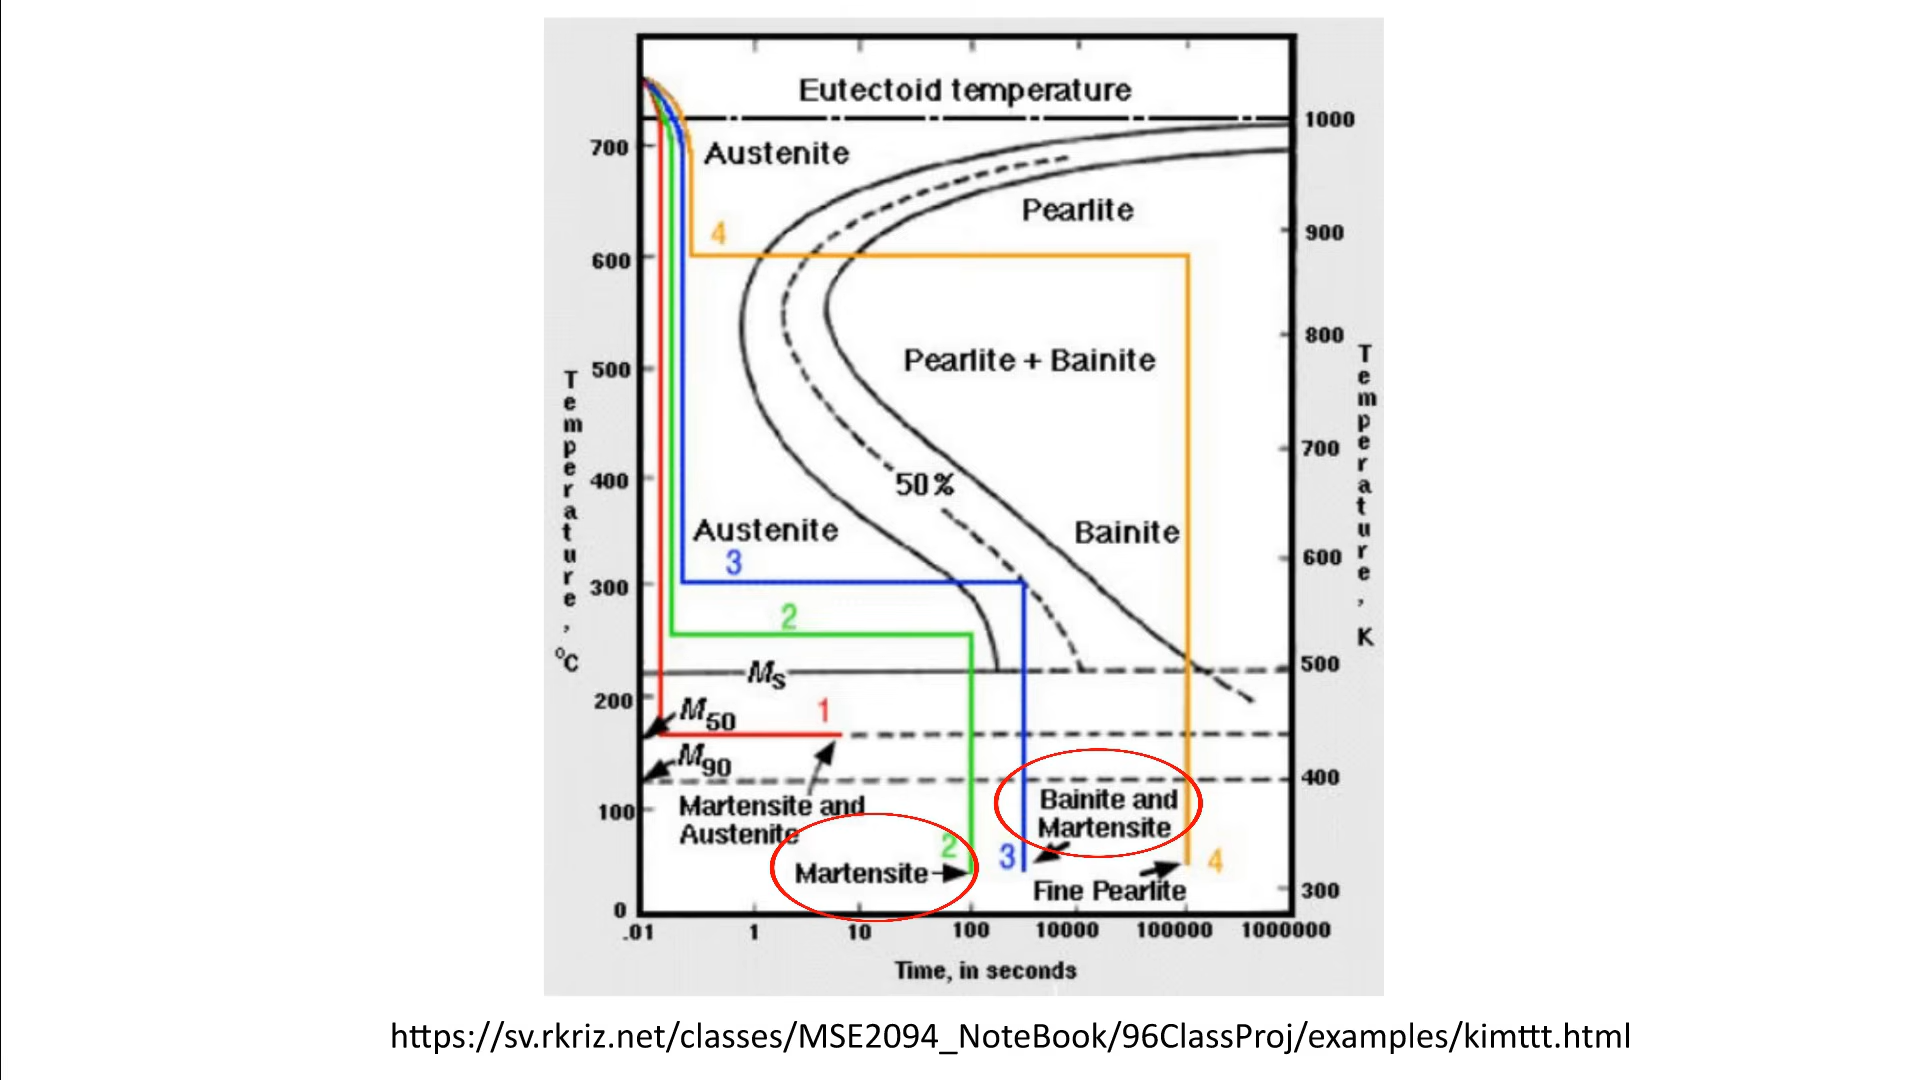 Eutectoid temperature
1000
700
Austenite
Pearlite
4
900
600
800
Pearlite + Bainite
Temperature, °C
Temperature, K
500
700
400
50%
Austenite
Bainite
3
600
300
2
Ms
500
200
M50
1
M90
400
Martensite and
Austenite
100
Bainite and
Martensite
2
3
4
Martensite
Fine Pearlite
300
0
.01
1
10
100
10000
100000
1000000
Time, in seconds
https://sv.rkriz.net/classes/MSE2094_NoteBook/96ClassProj/examples/kimttt.html